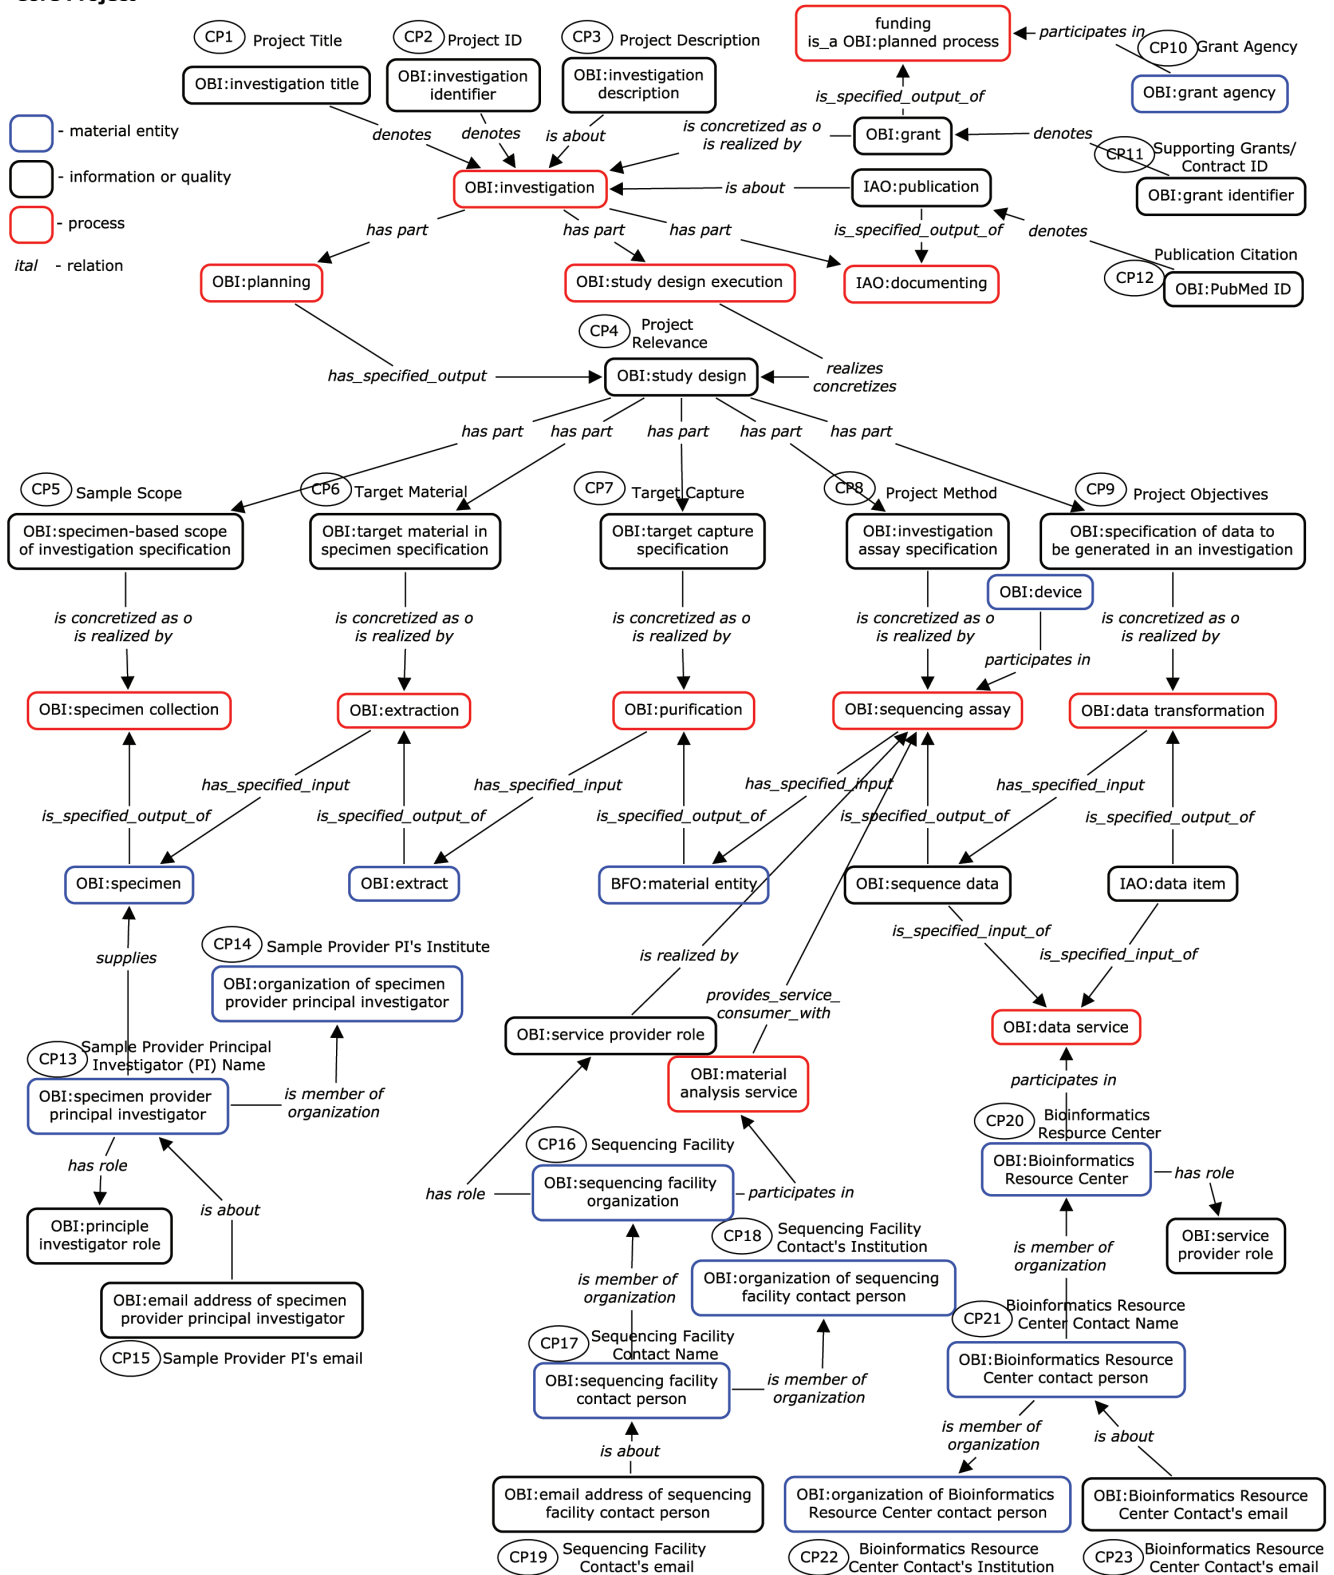 CP1 Project Title
CP2 Project ID
CP3 Project Description
funding
is_a OBI:planned process
participates in
CP10 Grant Agency
OBI:investigation title
OBI:investigation
identifier
OBI:investigation
description
OBI:grant agency
- material entity
- information or quality
- process
ital - relation
denotes
denotes
is about
is concretized as o
is realized by
is_specified_output_of
OBI:grant
denotes
CP11 Supporting Grants/
Contract ID
OBI:grant identifier
OBI:investigation
is about
IAO:publication
has part
has part
has part
is_specified_output_of
denotes
Publication Citation
CP12
OBI:PubMed ID
OBI:planning
OBI:study design execution
IAO:documenting
CP4 Project
Relevance
has_specified_output
OBI:study design
realizes
concretizes
has part
has part
has part
has part
has part
CP5 Sample Scope
CP6 Target Material
CP7 Target Capture
CP8 Project Method
CP9 Project Objectives
OBI:specimen-based scope
of investigation specification
OBI:target material in
specimen specification
OBI:target capture
specification
OBI:investigation
assay specification
OBI:specification of data to
be generated in an investigation
OBI:device
is concretized as o
is realized by
is concretized as o
is realized by
is concretized as o
is realized by
is concretized as o
is realized by
is concretized as o
is realized by
participates in
OBI:specimen collection
OBI:extraction
OBI:purification
OBI:sequencing assay
OBI:data transformation
has_specified_input
has_specified_input
has_specified_input
has_specified_input
is_specified_output_of
is_specified_output_of
is_specified_output_of
is_specified_output_of
is_specified_output_of
OBI:specimen
OBI:extract
BFO:material entity
OBI:sequence data
IAO:data item
supplies
CP14 Sample Provider PI's Institute
OBI:organization of specimen
provider principal investigator
is realized by
is_specified_input_of
is_specified_input_of
provides_service_
consumer_with
OBI:service provider role
OBI:data service
CP13 Sample Provider Principal
Investigator (PI) Name
OBI:specimen provider
principal investigator
is member of
organization
OBI:material
analysis service
participates in
CP20 Bioinformatics
Resource Center
CP16 Sequencing Facility
OBI:Bioinformatics
Resource Center
has role
has role
has role
OBI:sequencing facility
organization
participates in
is about
OBI:principle
investigator role
CP18 Sequencing Facility
Contact's Institution
OBI:service
provider role
is member of
organization
OBI:organization of sequencing
facility contact person
is member of
organization
OBI:email address of specimen
provider principal investigator
CP15 Sample Provider PI's email
CP17 Sequencing Facility
Contact Name
CP21 Bioinformatics Resource
Center Contact Name
OBI:sequencing facility
contact person
is member of
organization
OBI:Bioinformatics Resource
Center contact person
is about
is member of
organization
is about
OBI:email address of sequencing
facility contact person
OBI:organization of Bioinformatics
Resource Center contact person
OBI:Bioinformatics Resource
Center Contact's email
CP19 Sequencing Facility
Contact's email
CP22 Bioinformatics Resource
Center Contact's Institution
CP23 Bioinformatics Resource
Center Contact's email